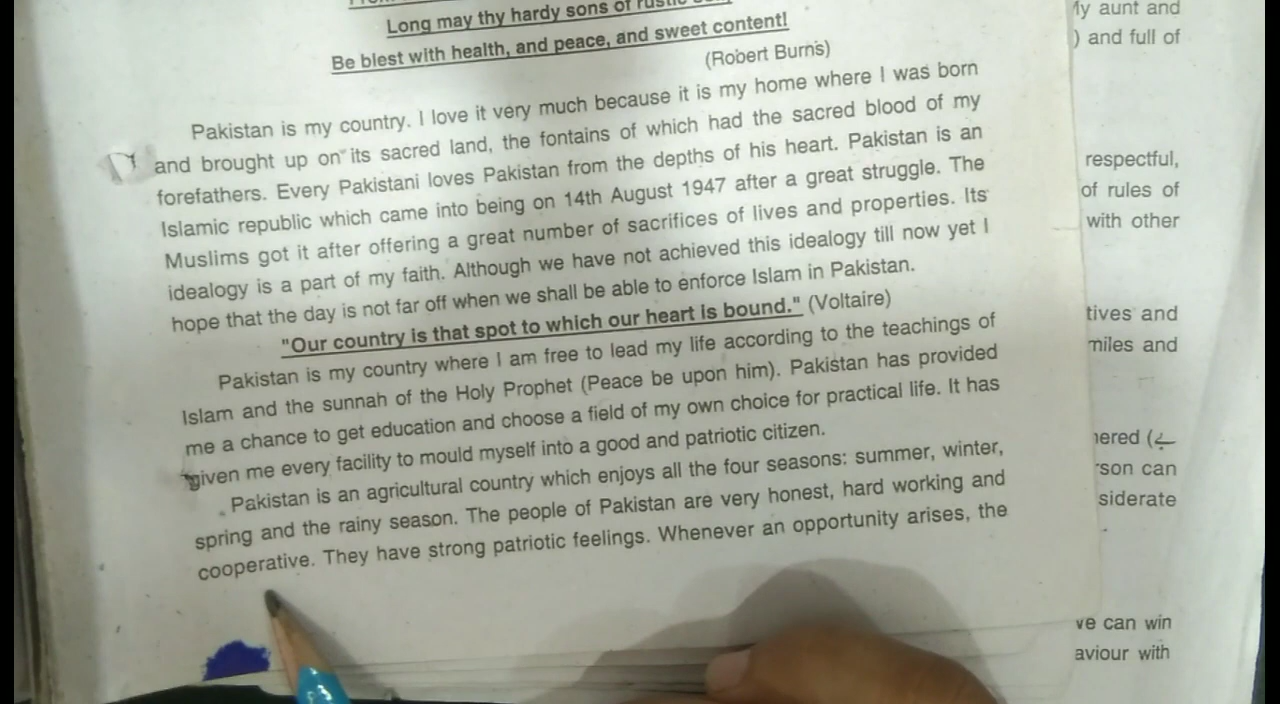 Long may thy hardy sons of rustic
Be blest with health, and peace, and sweet content!
(Robert Burns)
Pakistan is my country. I love it very much because it is my home where I was born
and brought up on its sacred land, the fontains of which had the sacred blood of my
forefathers. Every Pakistani loves Pakistan from the depths of his heart. Pakistan is an
Islamic republic which came into being on 14th August 1947 after a great struggle. The
Muslims got it after offering a great number of sacrifices of lives and properties. Its
idealogy is a part of my faith. Although we have not achieved this idealogy till now yet I
hope that the day is not far off when we shall be able to enforce Islam in Pakistan.
"Our country is that spot to which our heart is bound." (Voltaire)
Pakistan is my country where I am free to lead my life according to the teachings of
Islam and the sunnah of the Holy Prophet (Peace be upon him). Pakistan has provided
me a chance to get education and choose a field of my own choice for practical life. It has
given me every facility to mould myself into a good and patriotic citizen.
Pakistan is an agricultural country which enjoys all the four seasons: summer, winter,
spring and the rainy season. The people of Pakistan are very honest, hard working and
cooperative. They have strong patriotic feelings. Whenever an opportunity arises, the
aunt and
) and full of
respectful,
of rules of
with other
and
and
son can
can win
with